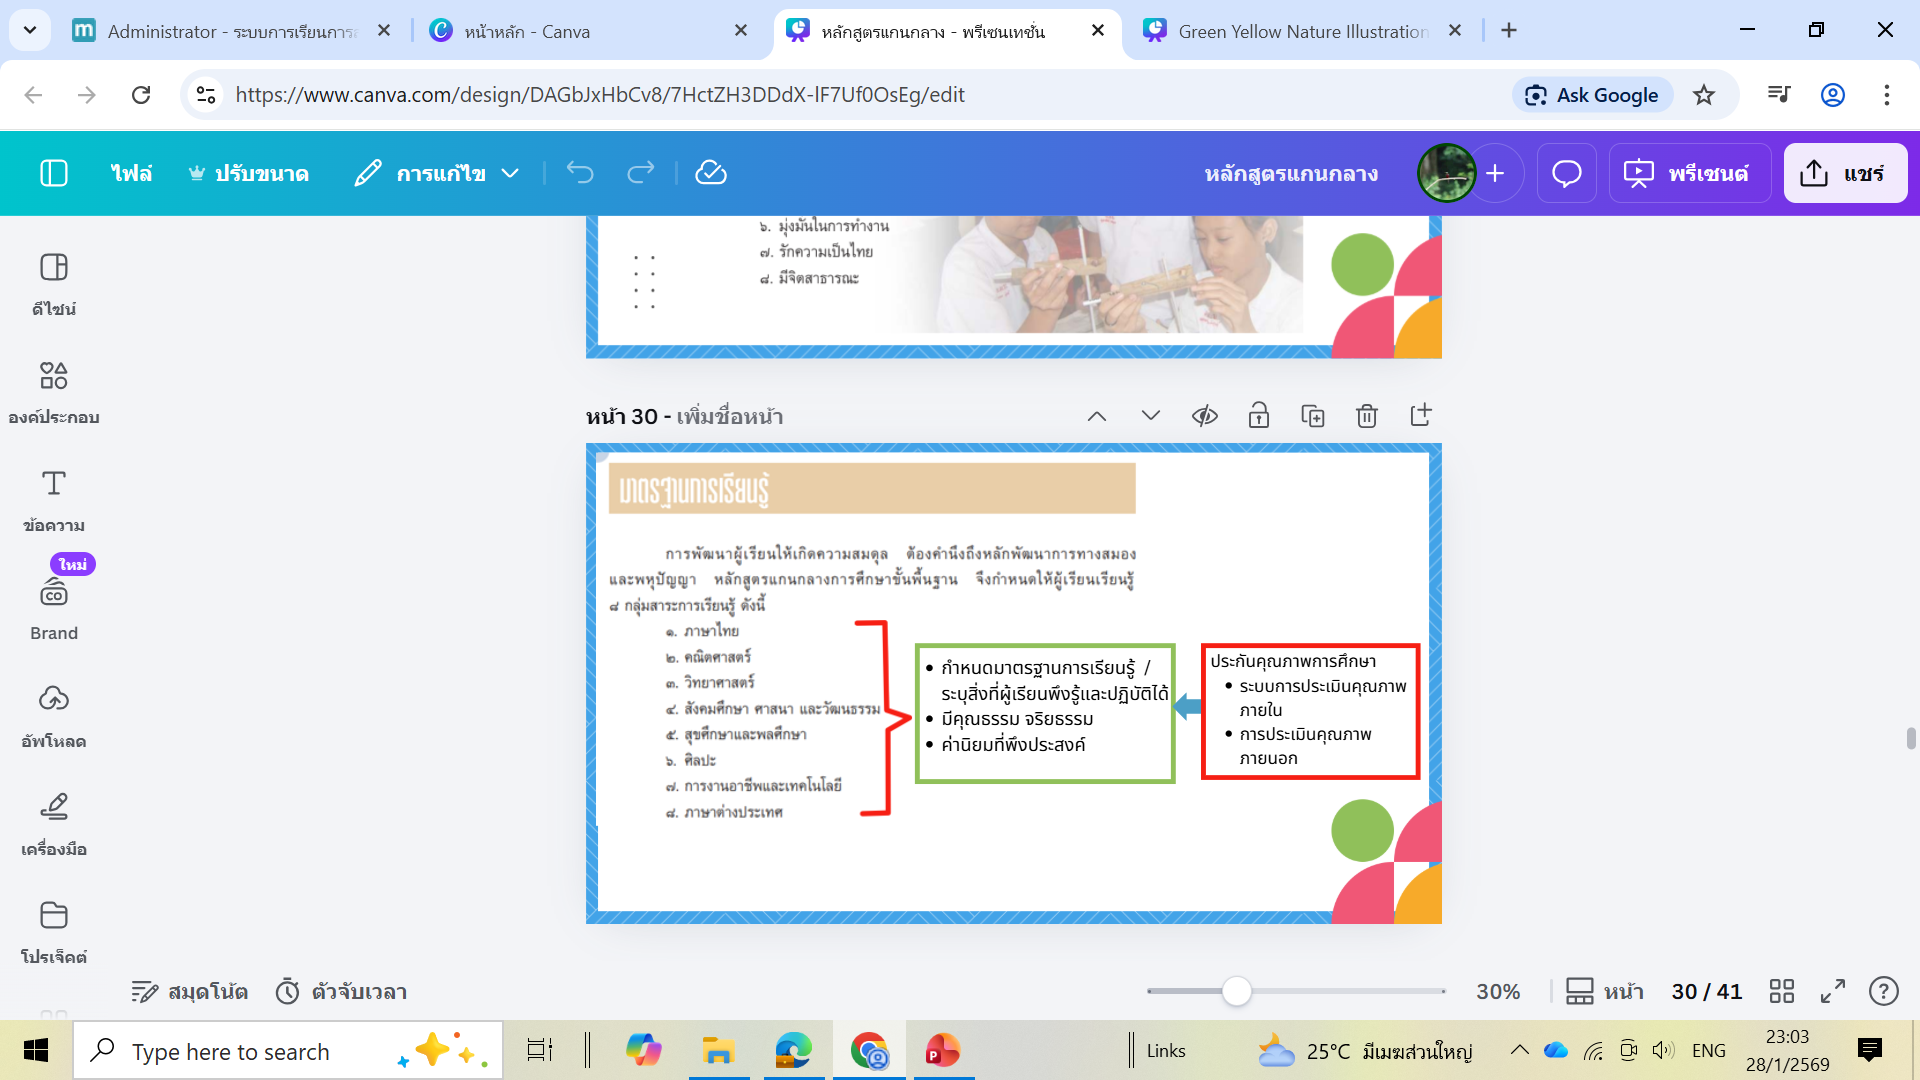 Administrator - ระบบการเรียนการส
หน้าหลัก - Canva
หลักสูตรแกนกลาง - พรีเซนเทชั่น
Green Yellow Nature Illustration
https://www.canva.com/design/DAGbJxHbCv8/7HctZH3DDdX-lF7Uf0OsEg/edit
Ask Google
ไฟล์
ปรับขนาด
การแก้ไข
หลักสูตรแกนกลาง
พรีเซนต์
แชร์
ดีไซน์
องค์ประกอบ
ข้อความ
ใหม่
Brand
อัพโหลด
เครื่องมือ
โปรเจ็คต์
๖. มุ่งมั่นในการทำงาน
๗. รักความเป็นไทย
๘. มีจิตสาธารณะ
หน้า 30 - เพิ่มชื่อหน้า
มาตรฐานการเรียนรู้
การพัฒนาผู้เรียนให้เกิดความสมดุล ต้องคำนึงถึงหลักพัฒนาการทางสมอง
และพหุปัญญา หลักสูตรแกนกลางการศึกษาขั้นพื้นฐาน จึงกำหนดให้ผู้เรียนเรียนรู้
๘ กลุ่มสาระการเรียนรู้ ดังนี้
๑. ภาษาไทย
๒. คณิตศาสตร์
๓. วิทยาศาสตร์
๔. สังคมศึกษา ศาสนา และวัฒนธรรม
๕. สุขศึกษาและพลศึกษา
๖. ศิลปะ
๗. การงานอาชีพและเทคโนโลยี
๘. ภาษาต่างประเทศ
• กำหนดมาตรฐานการเรียนรู้ /
ระบุสิ่งที่ผู้เรียนพึงรู้และปฏิบัติได้
• มีคุณธรรม จริยธรรม
• ค่านิยมที่พึงประสงค์
ประกันคุณภาพการศึกษา
• ระบบการประเมินคุณภาพ
ภายใน
• การประเมินคุณภาพ
ภายนอก
สมุดโน้ต
ตัวจับเวลา
30%
หน้า
30 / 41
Type here to search
Links
25°C มีเมฆส่วนใหญ่
ENG
23:03
28/1/2569